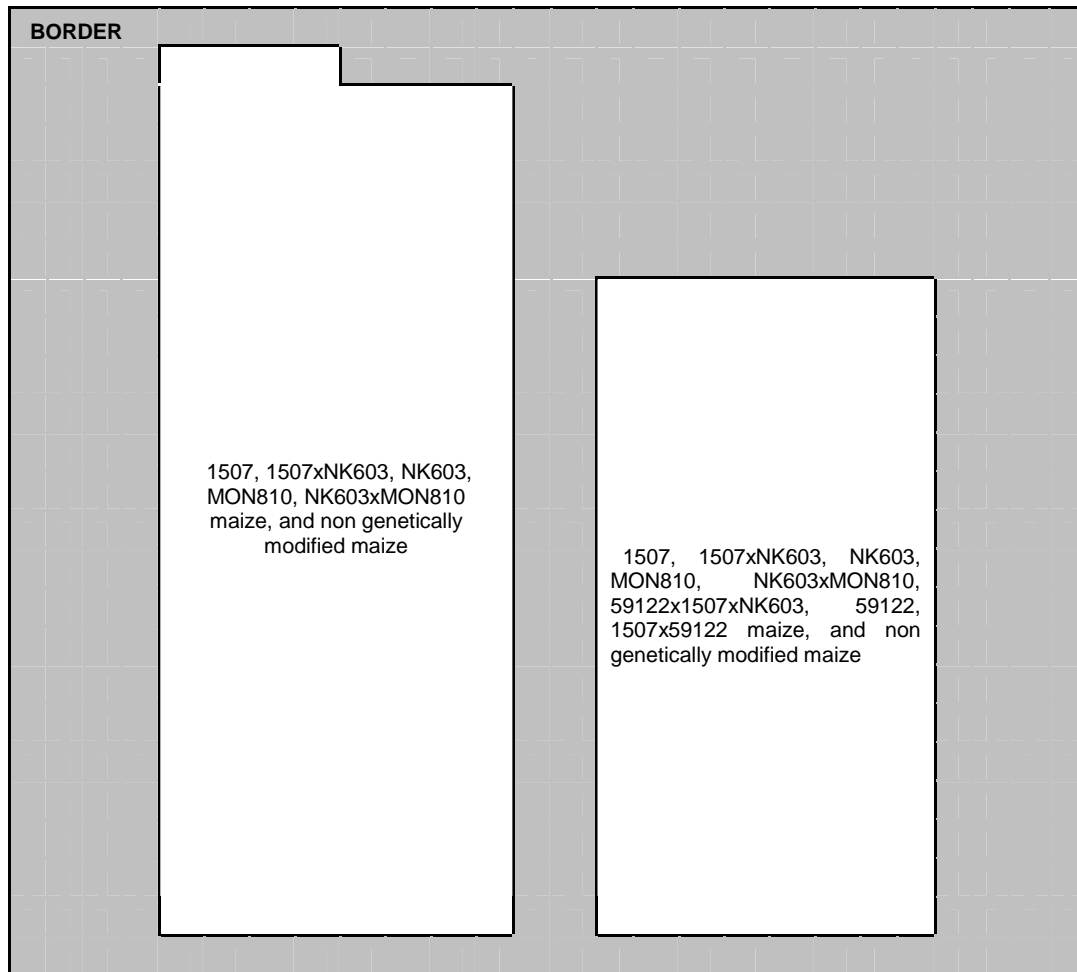 BORDER
1507, 1507xNK603, NK603,
MON810, NK603xMON810
maize, and non genetically
modified maize
1507, 1507xNK603, NK603,
MON810, NK603xMON810,
59122x1507xNK603, 59122,
1507x59122 maize, and non
genetically modified maize